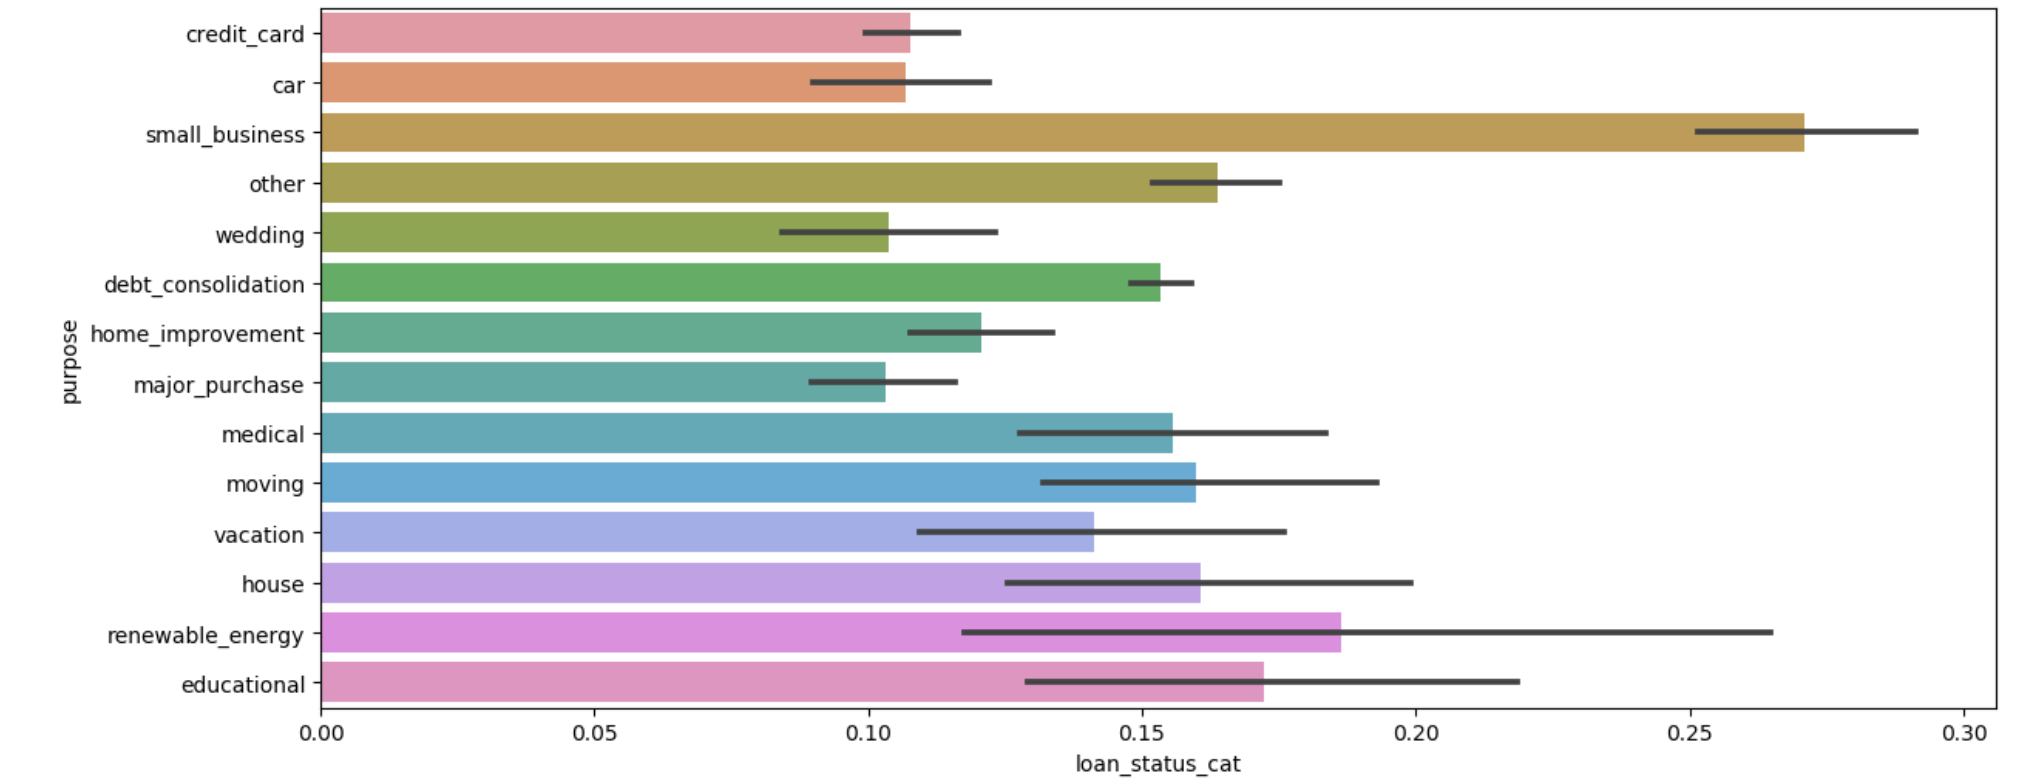 credit_card
car
small_business
other
wedding
debt_consolidation
home_improvement
major_purchase
medical
moving
vacation
house
renewable_energy
educational
purpose
0.00 0.05 0.10 0.15 0.20 0.25 0.30
loan_status_cat